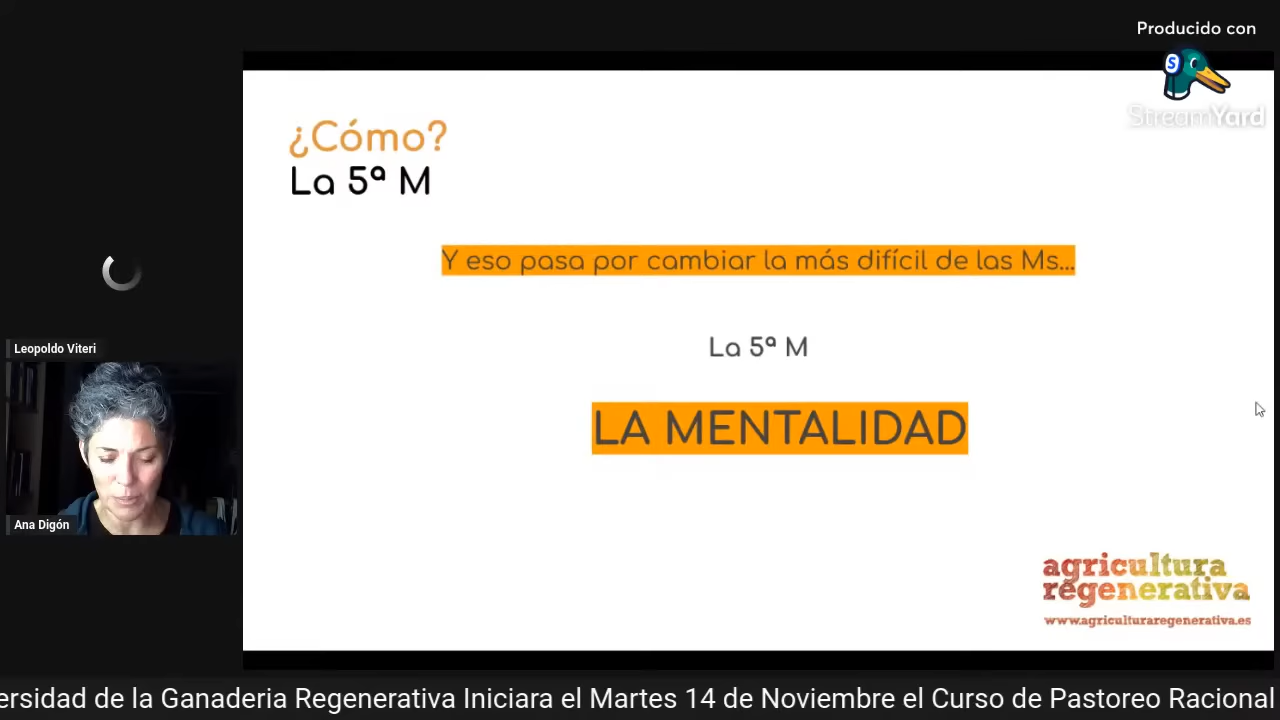 Producido con
StreamYard
¿Cómo?
La 5ª M
Y eso pasa por cambiar la más difícil de las Ms...
La 5ª M
LA MENTALIDAD
Leopoldo Viteri
Ana Digón
agricultura
regenerativa
www.agriculturaregenerativa.es
ersidad de la Ganaderia Regenerativa Iniciara el Martes 14 de Noviembre el Curso de Pastoreo Racional